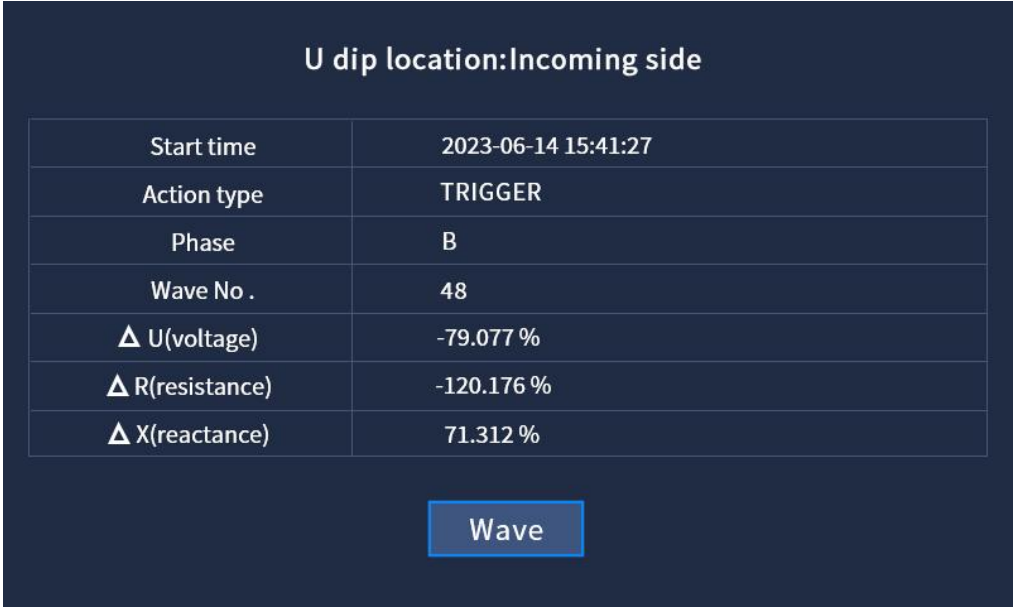 U dip location:Incoming side
Start time 2023-06-14 15:41:27
Action type TRIGGER
Phase B
Wave No . 48
Δ U(voltage) -79.077 %
Δ R(resistance) -120.176 %
Δ X(reactance) 71.312 %
Wave